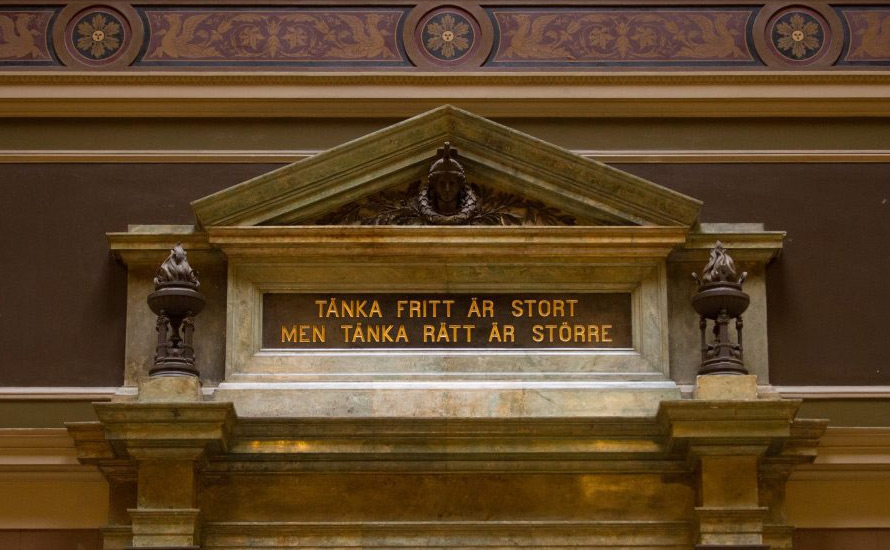 TÄNKA FRITT ÄR STORT
MEN TÄNKA RÄTT ÄR STÖRRE